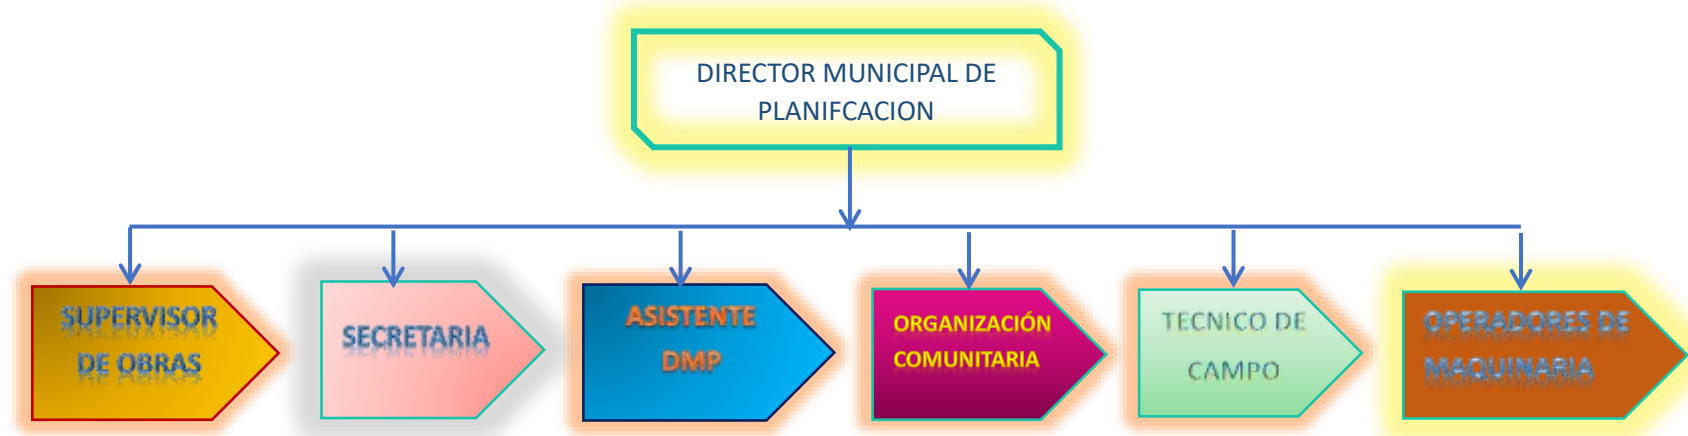 DIRECTOR MUNICIPAL DE
PLANIFCACION
SUPERVISOR
DE OBRAS
SECRETARIA
ASISTENTE
DMP
ORGANIZACIÓN
COMUNITARIA
TECNICO DE
CAMPO
OPERADORES DE
MAQUINARIA